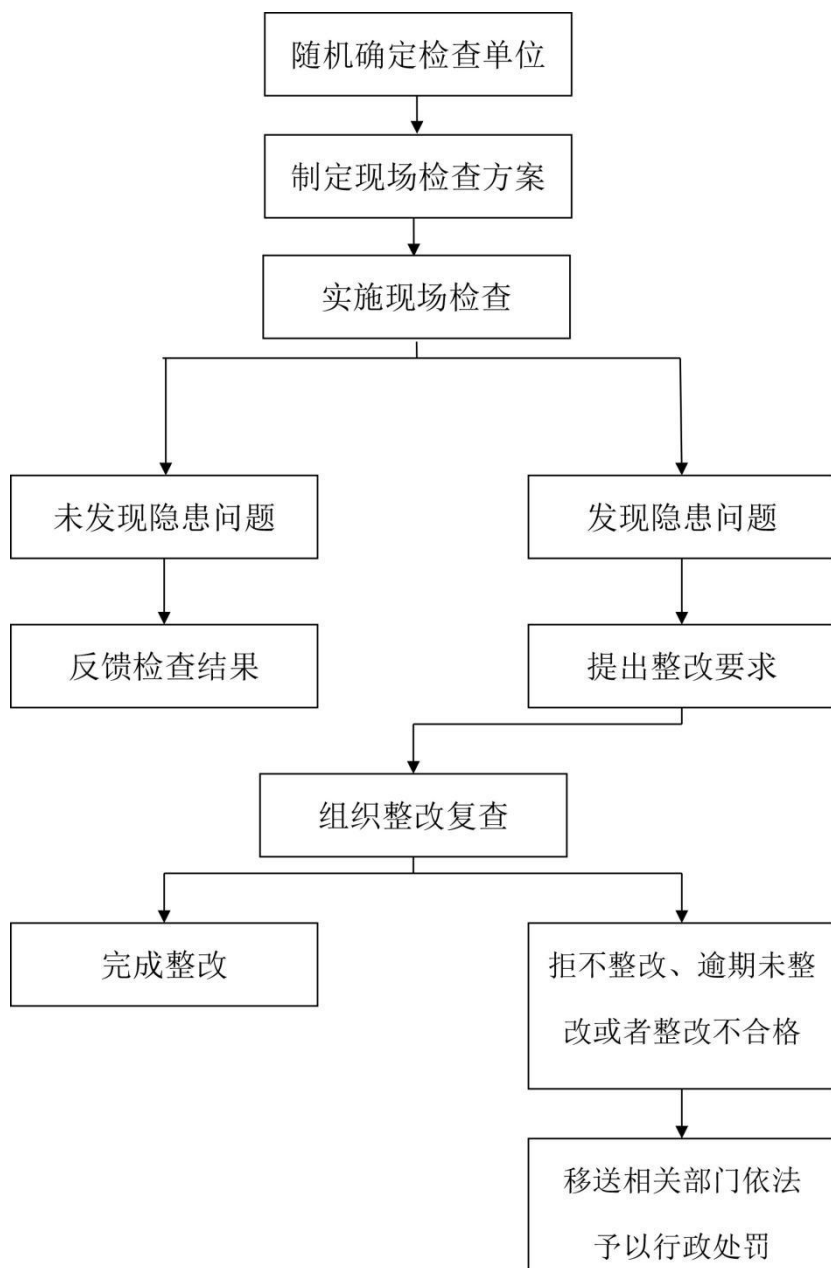 随机确定检查单位
制定现场检查方案
实施现场检查
未发现隐患问题
发现隐患问题
反馈检查结果
提出整改要求
组织整改复查
完成整改
拒不整改、逾期未整
改或者整改不合格
移送相关部门依法
予以行政处罚